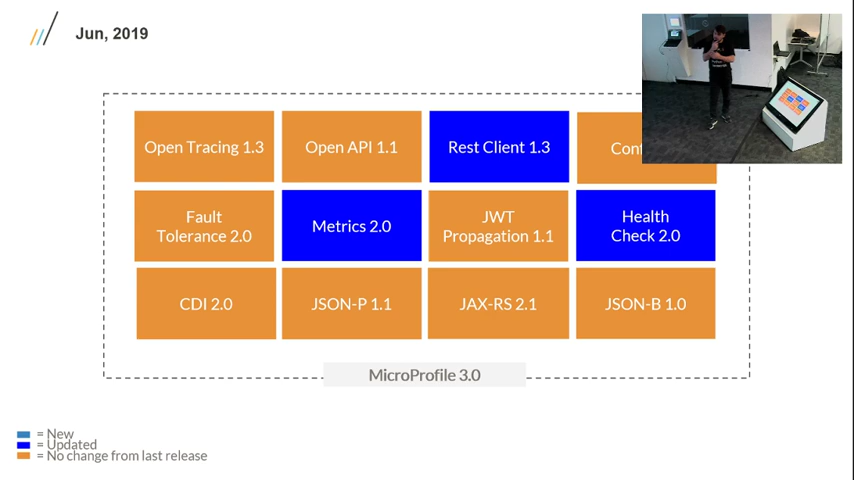 Jun, 2019
Open Tracing 1.3
Open API 1.1
Rest Client 1.3
Fault
Tolerance 2.0
Metrics 2.0
JWT
Propagation 1.1
Health
Check 2.0
CDI 2.0
JSON-P 1.1
JAX-RS 2.1
JSON-B 1.0
MicroProfile 3.0
= New
= Updated
= No change from last release